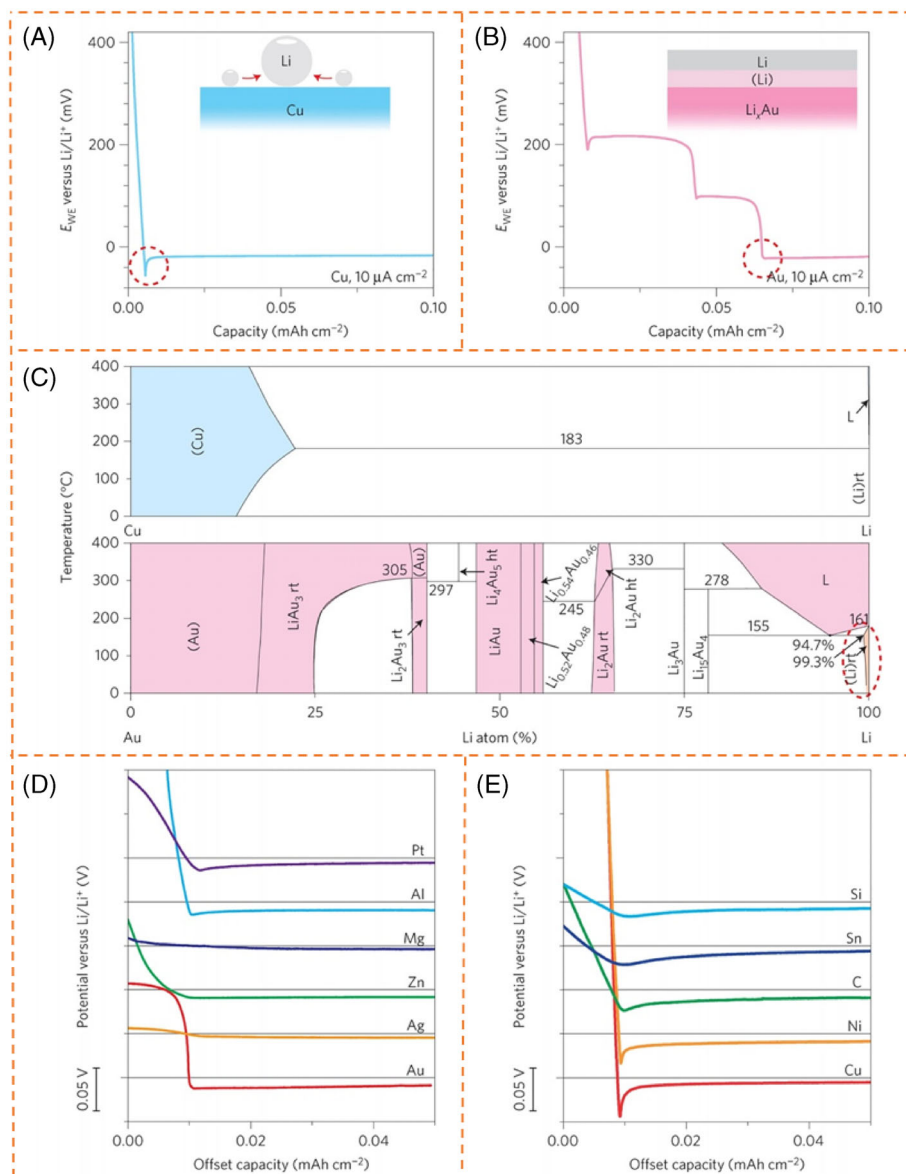 (A)
400
200
0
E_WE versus Li/Li⁺ (mV)
Li
Cu
Cu, 10 μA cm⁻²
0.00
0.05
0.10
Capacity (mAh cm⁻²)
(B)
400
200
0
E_WE versus Li/Li⁺ (mV)
Li
(Li)
LiₓAu
Au, 10 μA cm⁻²
0.00
0.05
0.10
Capacity (mAh cm⁻²)
(C)
Temperature (°C)
400
300
200
100
0
(Cu)
183
L
(Li)rt
Cu
Li
400
300
200
100
0
(Au)
LiAu₃ rt
305
(Au)
Li₂Au₃ rt
297
Li₄Au₅ ht
LiAu
Li₀.₅₄Au₀.₄₆
245
Li₀.₅₂Au₀.₄₈
Li₂Au rt
330
Li₂Au ht
Li₃Au
278
Li₁₅Au₄
155
L
161
94.7%
99.3%
(Li)rt
0
25
50
75
100
Au
Li atom (%)
Li
(D)
Potential versus Li/Li⁺ (V)
0.05 V
Pt
Al
Mg
Zn
Ag
Au
0.00
0.02
0.04
Offset capacity (mAh cm⁻²)
(E)
Potential versus Li/Li⁺ (V)
0.05 V
Si
Sn
C
Ni
Cu
0.00
0.02
0.04
Offset capacity (mAh cm⁻²)